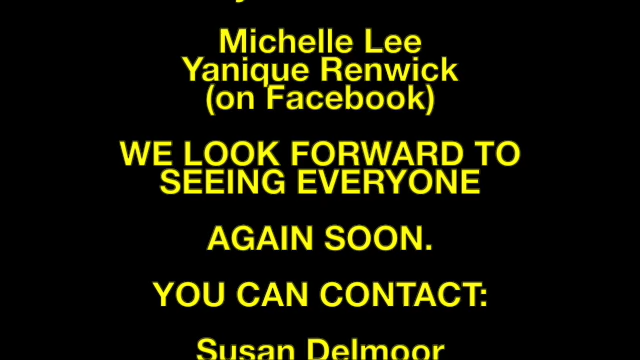 Michelle Lee
Yanique Renwick
(on Facebook)
WE LOOK FORWARD TO
SEEING EVERYONE
AGAIN SOON.
YOU CAN CONTACT:
Susan Delmoor